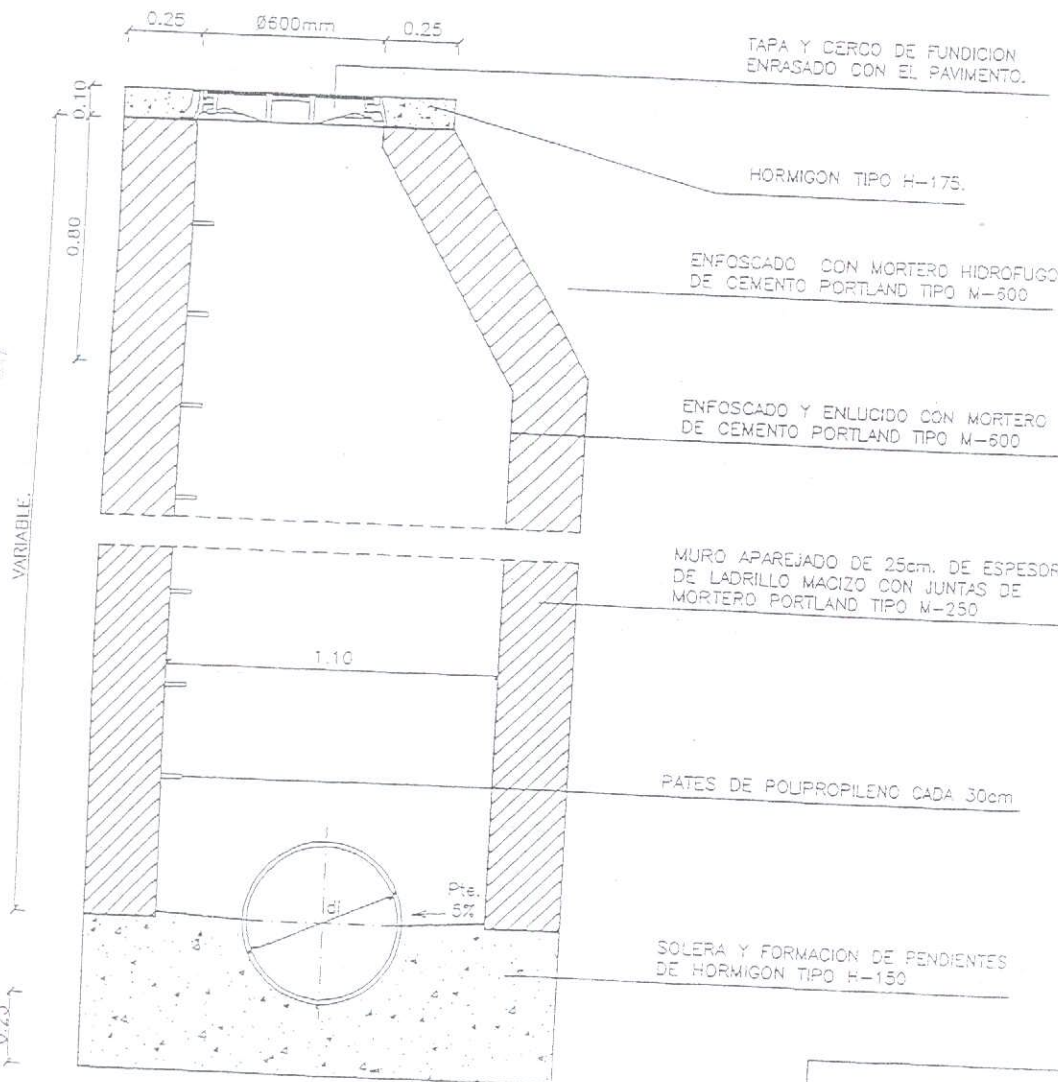 0.25
Ø600mm
0.25
TAPA Y CERCO DE FUNDICION
ENRASADO CON EL PAVIMENTO.
0.10
HORMIGON TIPO H-175.
0.80
ENFOSCADO CON MORTERO HIDROFUGO
DE CEMENTO PORTLAND TIPO M-600
ENFOSCADO Y ENLUCIDO CON MORTERO
DE CEMENTO PORTLAND TIPO M-600
VARIABLE.
MURO APAREJADO DE 25cm. DE ESPESOR
DE LADRILLO MACIZO CON JUNTAS DE
MORTERO PORTLAND TIPO M-250
1.10
PATES DE POLIPROPILENO CADA 30cm
di
Pte.
5%
SOLERA Y FORMACION DE PENDIENTES
DE HORMIGON TIPO H-150